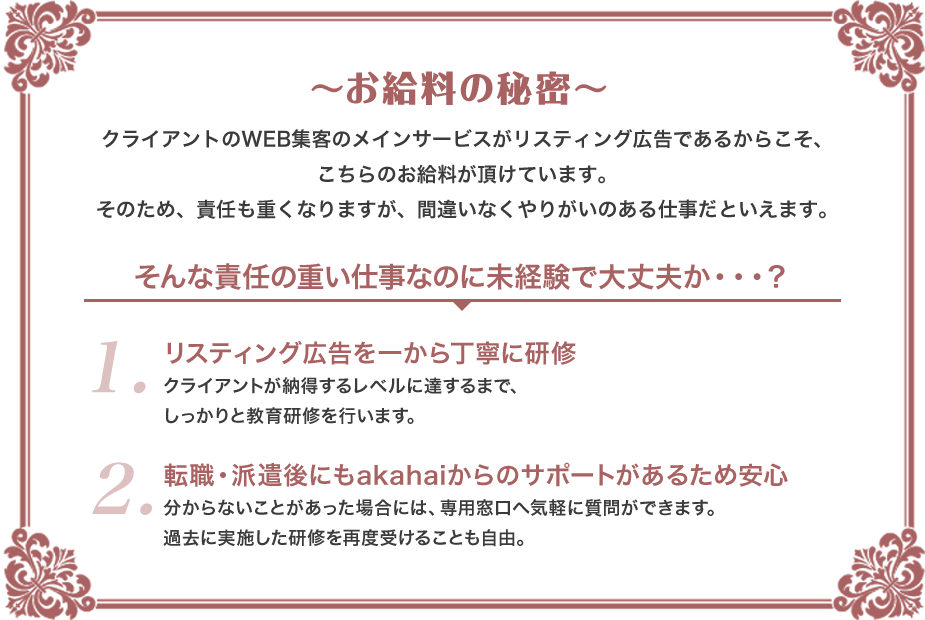 〜お給料の秘密〜
クライアントのWEB集客のメインサービスがリスティング広告であるからこそ、
こちらのお給料が頂けています。
そのため、責任も重くなりますが、間違いなくやりがいのある仕事だといえます。
そんな責任の重い仕事なのに未経験で大丈夫か・・・?
1. リスティング広告を一から丁寧に研修
クライアントが納得するレベルに達するまで、
しっかりと教育研修を行います。
2. 転職・派遣後にもakahaiからのサポートがあるため安心
分からないことがあった場合には、専用窓口へ気軽に質問ができます。
過去に実施した研修を再度受けることも自由。